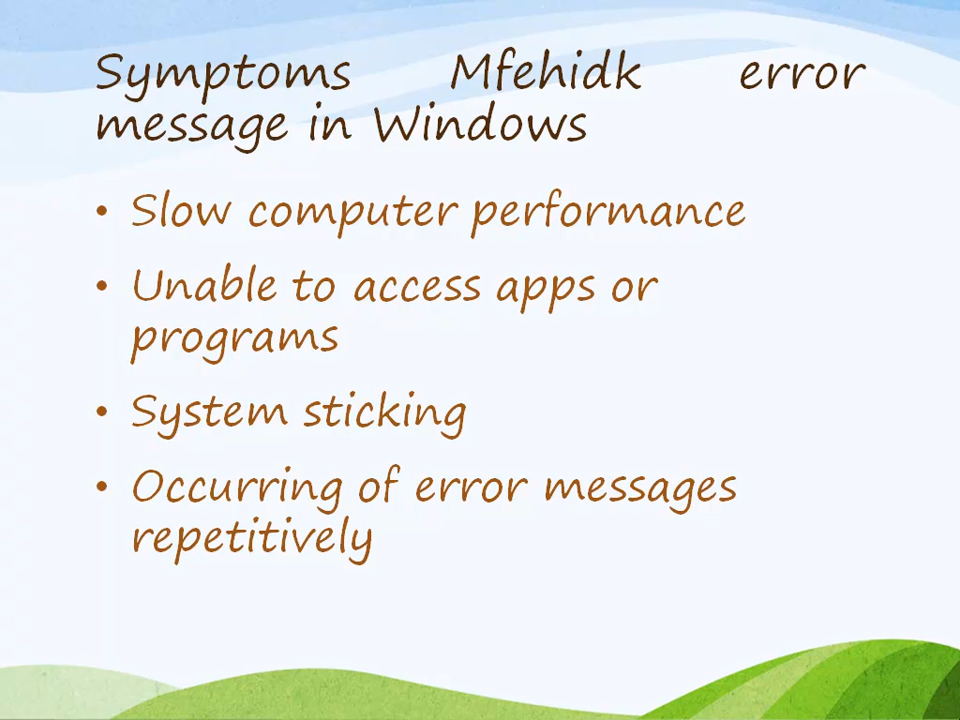 Symptoms Mfehidk error
message in Windows
• Slow computer performance
• Unable to access apps or
programs
• System sticking
• Occurring of error messages
repetitively